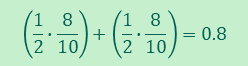 (1/2 · 8/10) + (1/2 · 8/10) = 0.8